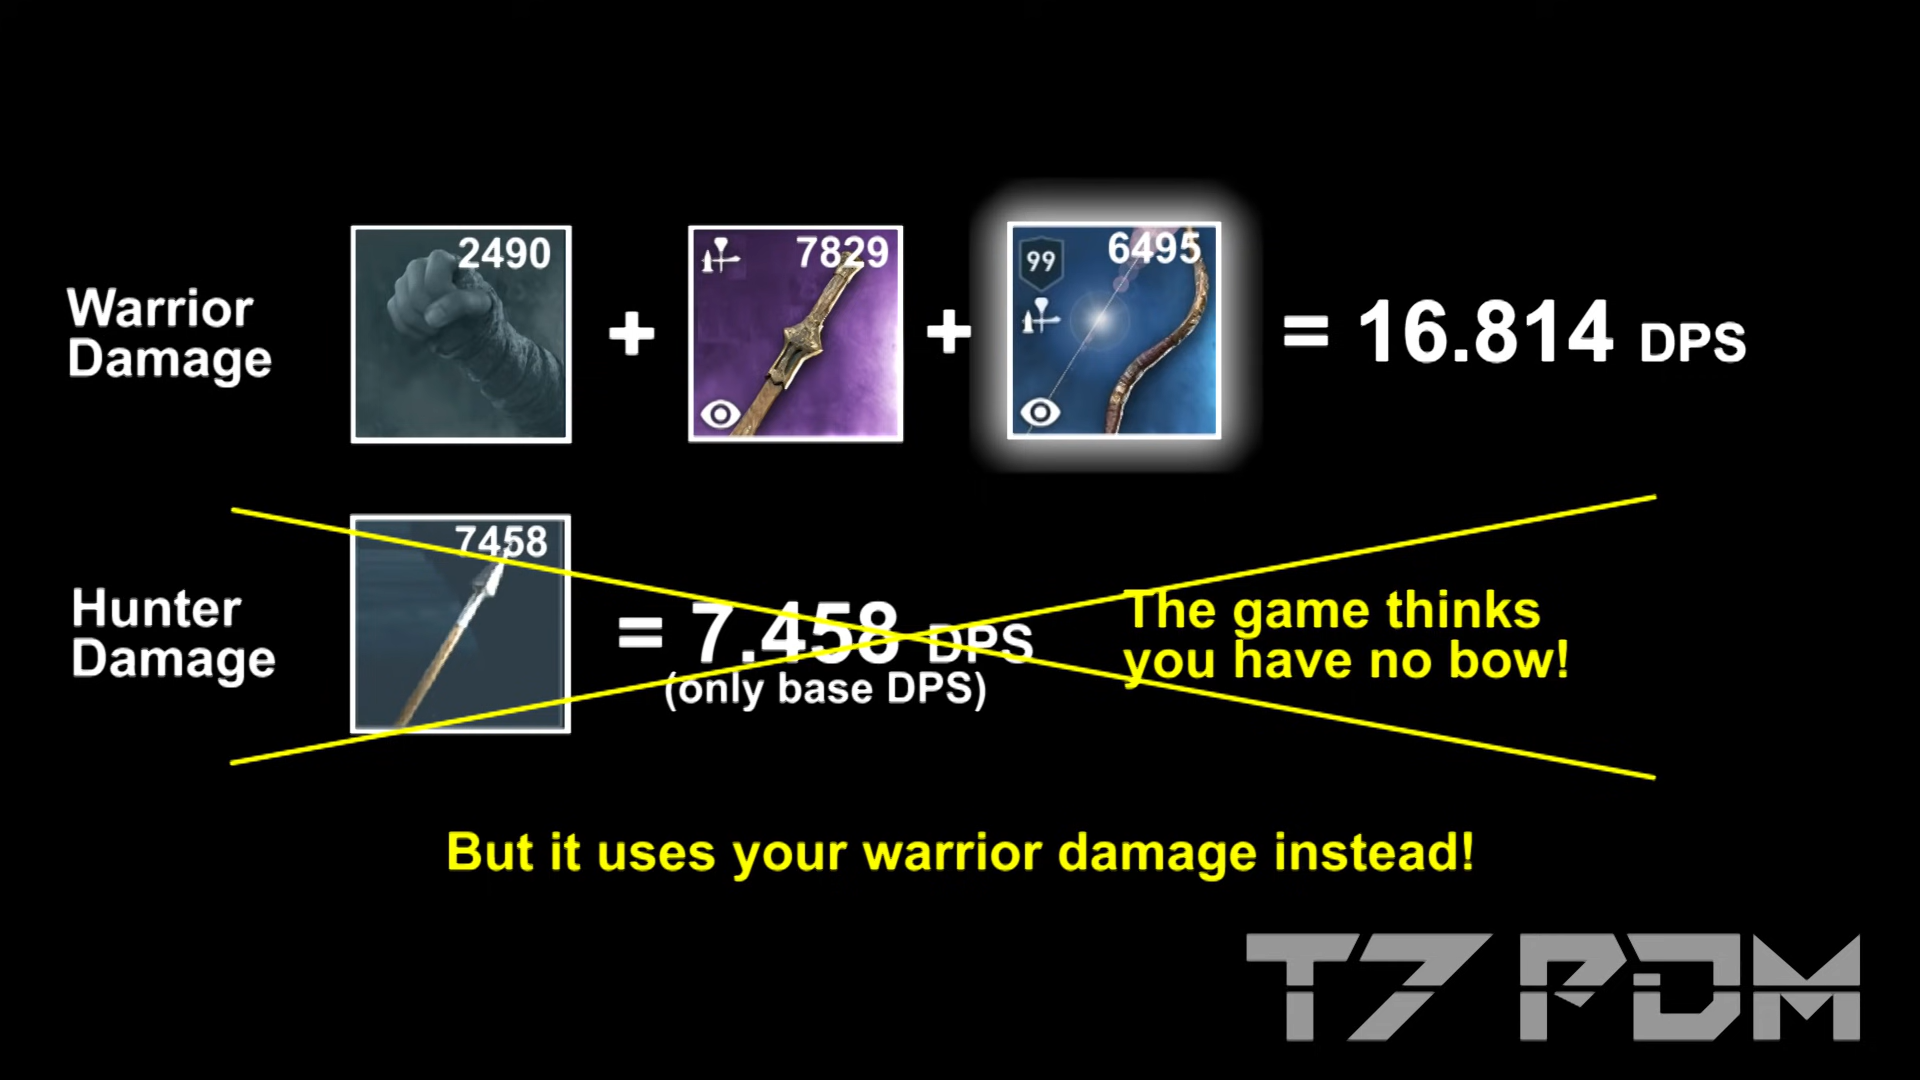 Warrior
Damage
2490
+
7829
+
99
6495
= 16.814 DPS
Hunter
Damage
7458
= 7.458 DPS
(only base DPS)
The game thinks
you have no bow!
But it uses your warrior damage instead!
T7 PDM